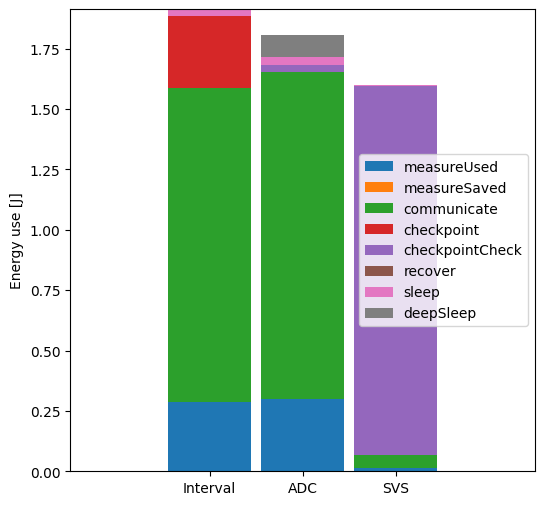 1.75
1.50
1.25
1.00
0.75
0.50
0.25
0.00
Energy use [J]
measureUsed
measureSaved
communicate
checkpoint
checkpointCheck
recover
sleep
deepSleep
Interval ADC SVS